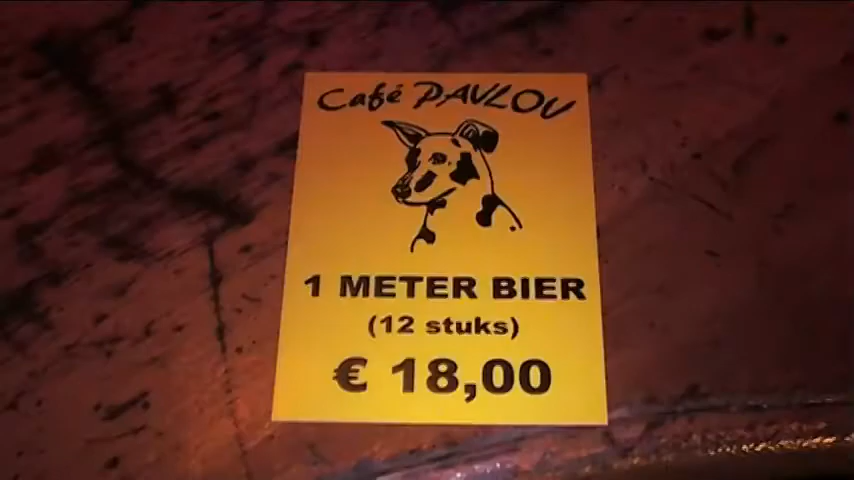 Café PAVLOV
1 METER BIER
(12 stuks)
€ 18,00